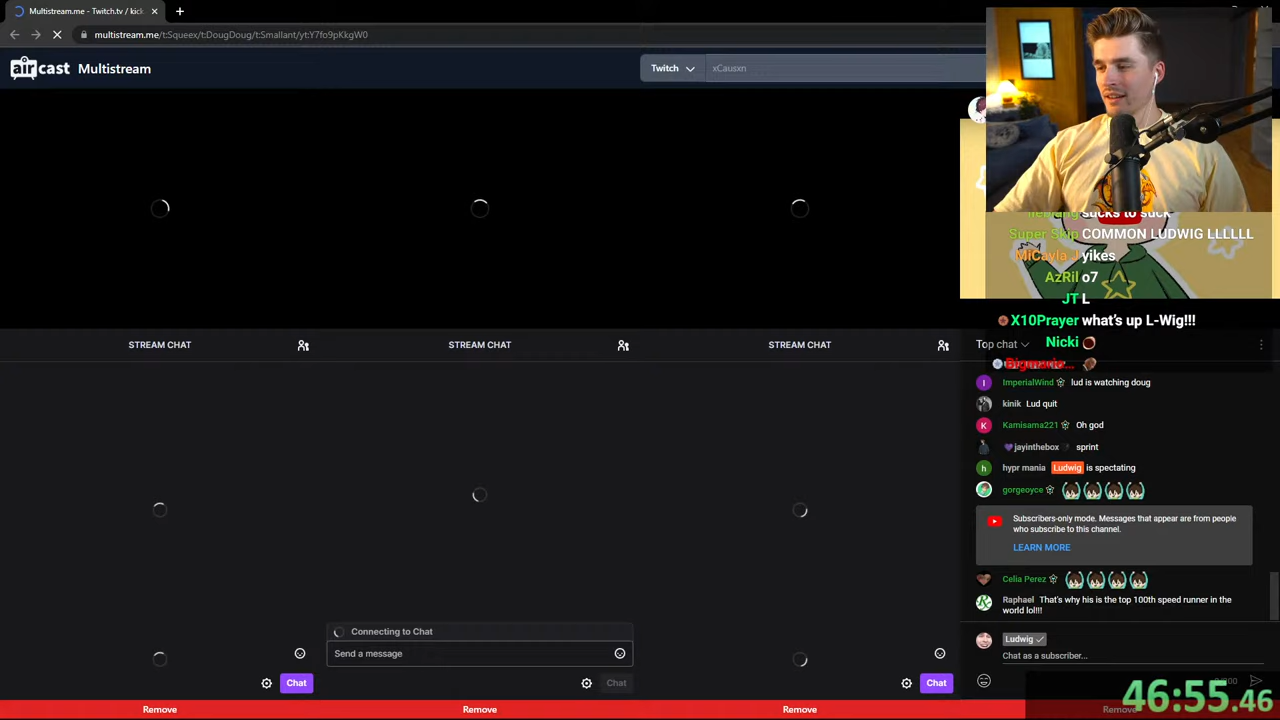 Multistream.me - Twitch.tv / kick
multistream.me/t:Squeex/t:DougDoug/t:Smallant/yt:Y7fo9pKkgW0
aircast Multistream
Twitch
xCausxn
sucks to suck
Super Skip COMMON LUDWIG LLLLLL
MiCayla J yikes
AzRil o7
JT L
X10Prayer what's up L-Wig!!!
Nicki
STREAM CHAT
STREAM CHAT
STREAM CHAT
Top chat
ImperialWind lud is watching doug
kinik Lud quit
Kamisama221 Oh god
jayinthebox sprint
hypr mania Ludwig is spectating
gorgeoyce
Subscribers-only mode. Messages that appear are from people
who subscribe to this channel.
LEARN MORE
Celia Perez
Raphael That's why his is the top 100th speed runner in the
world lol!!!
Connecting to Chat
Send a message
Ludwig
Chat as a subscriber...
Chat
Chat
Chat
46:55.46
Remove
Remove
Remove
Remove